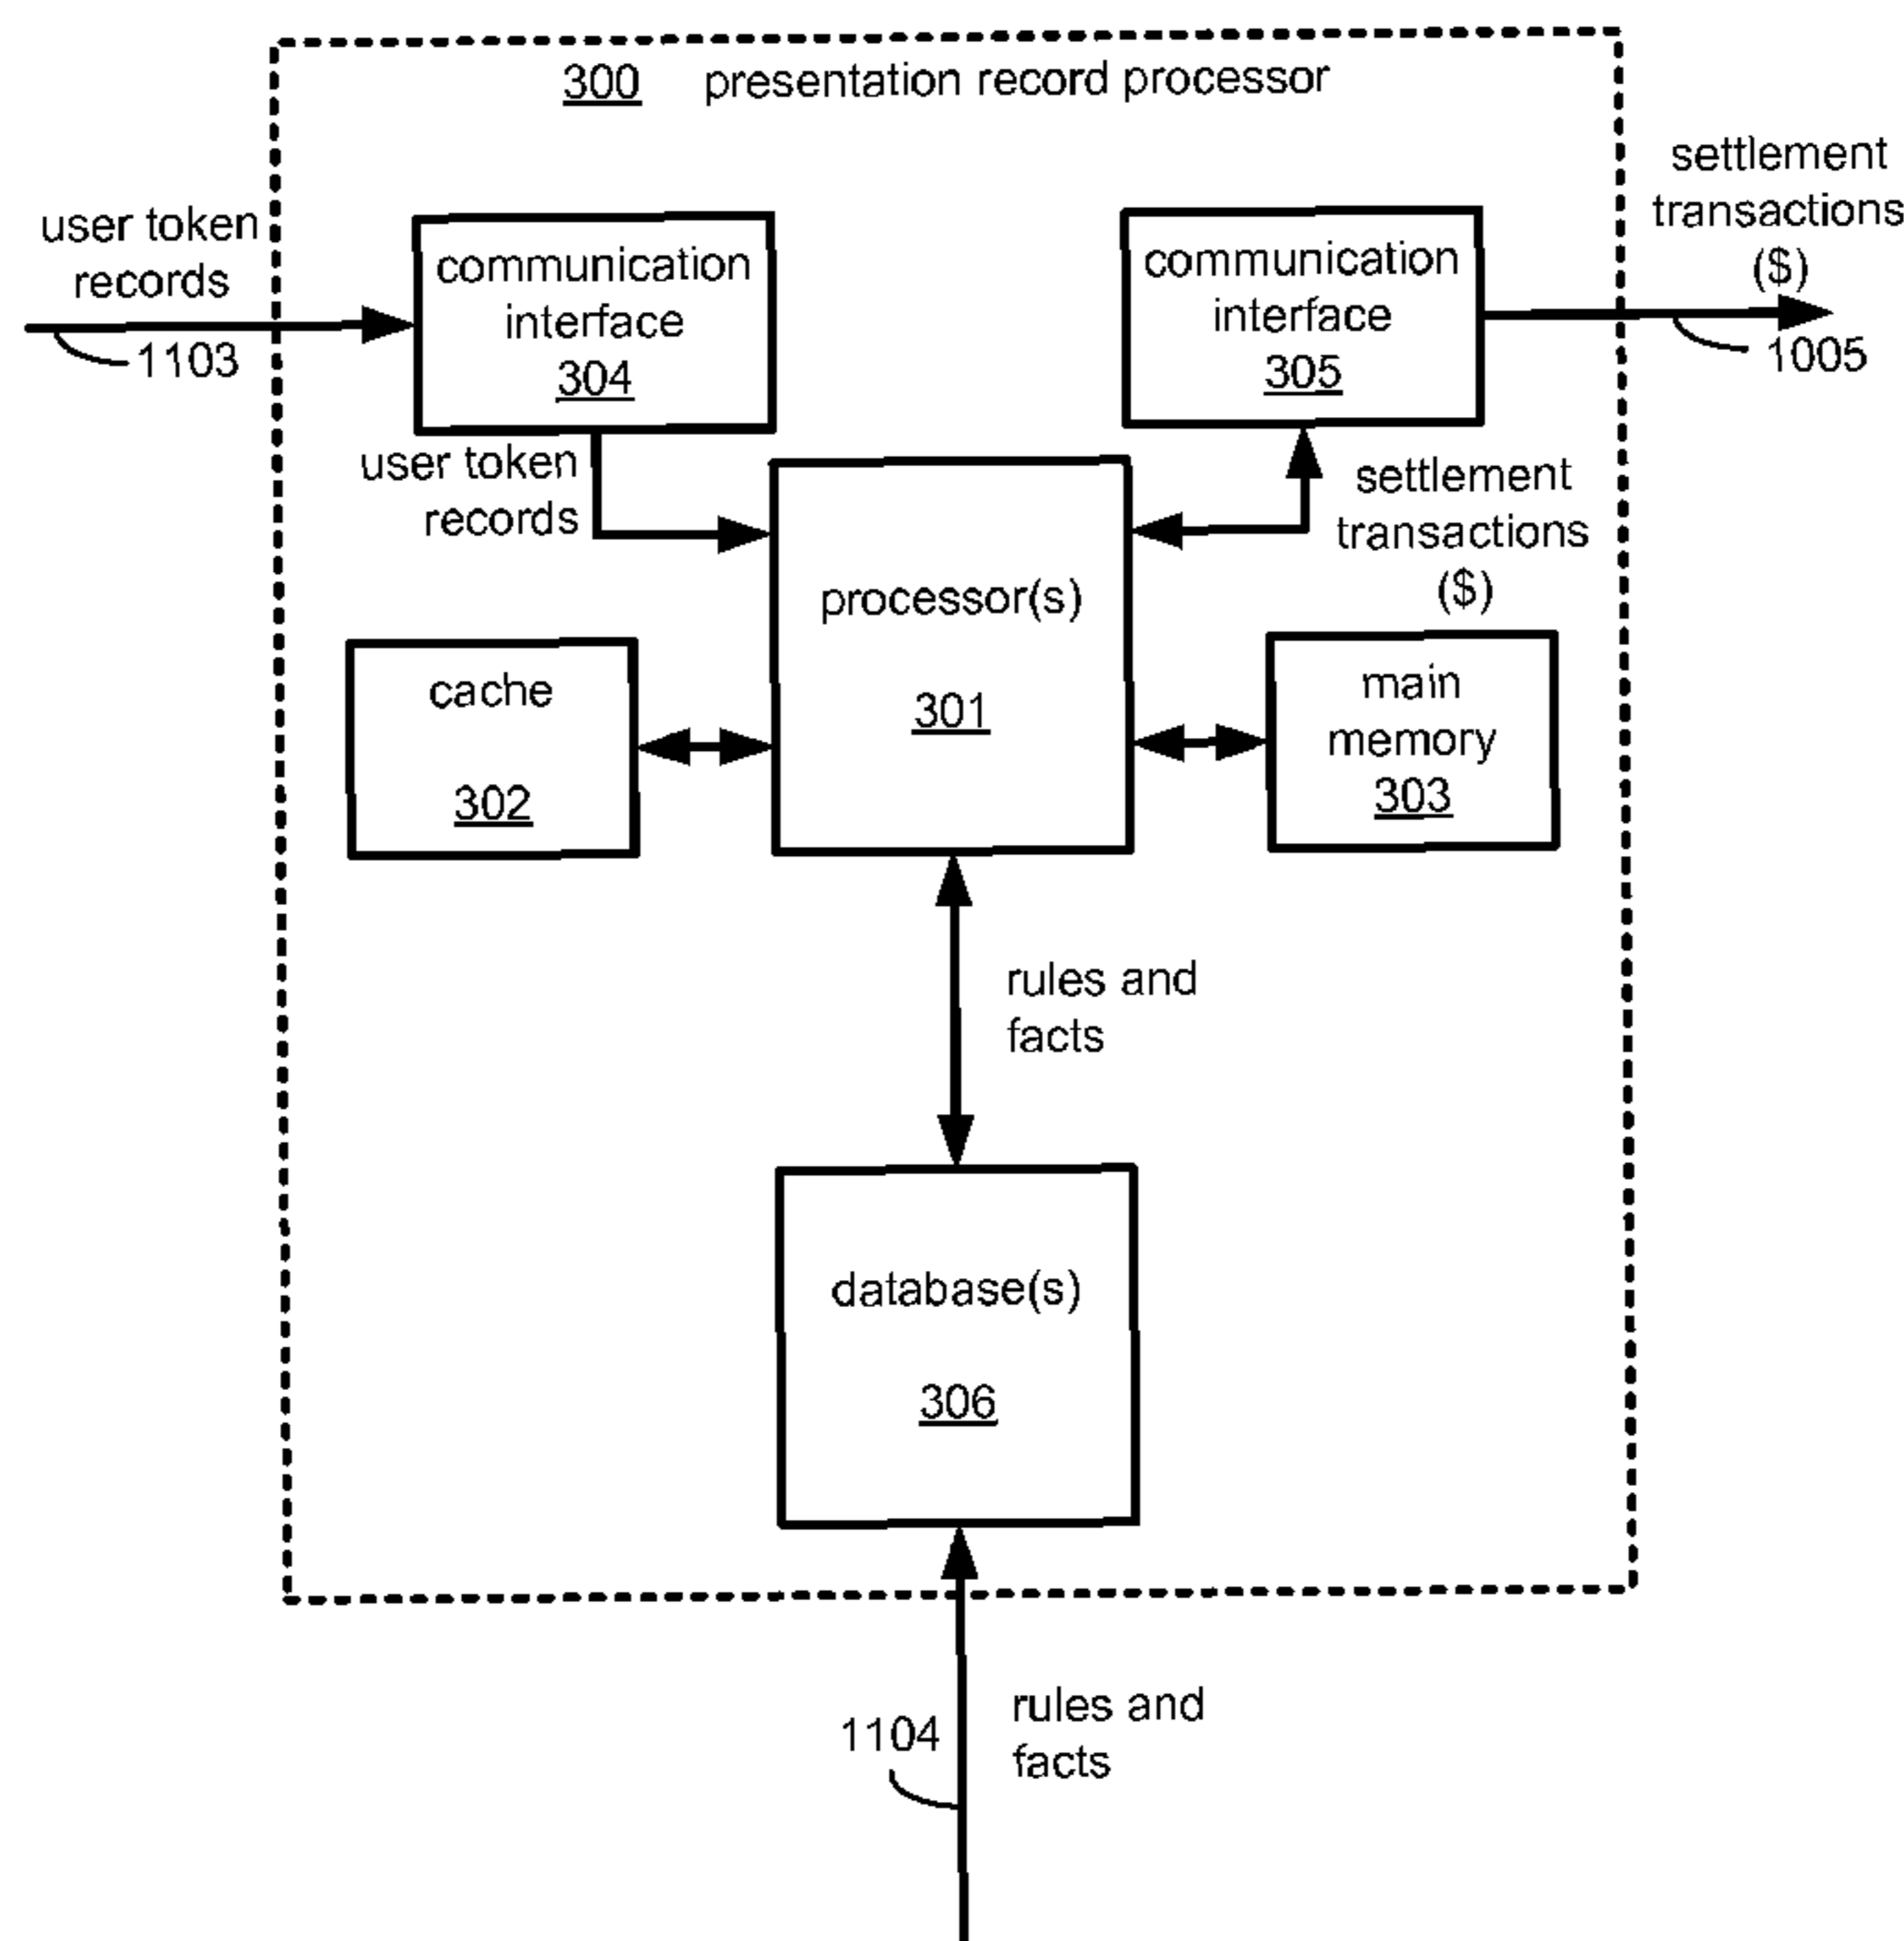 300 presentation record processor
settlement
transactions
($)
1005
user token
records
1103
communication
interface
304
communication
interface
305
user token
records
settlement
transactions
($)
processor(s)
301
cache
302
main
memory
303
rules and
facts
database(s)
306
1104
rules and
facts